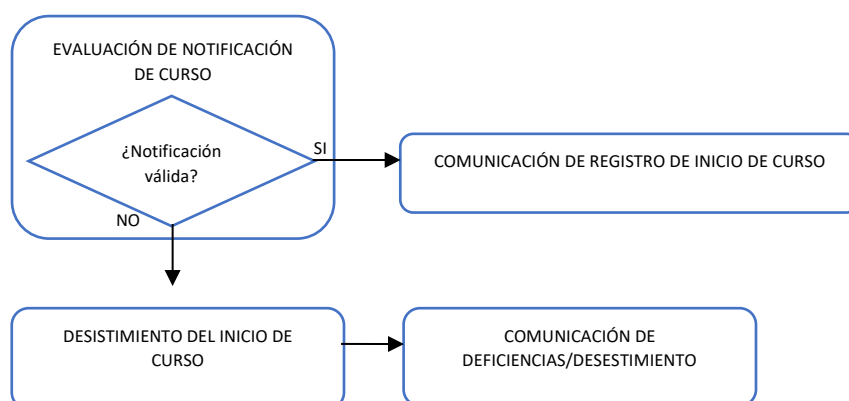 EVALUACIÓN DE NOTIFICACIÓN
DE CURSO
¿Notificación
válida?
SI
COMUNICACIÓN DE REGISTRO DE INICIO DE CURSO
NO
DESISTIMIENTO DEL INICIO DE
CURSO
COMUNICACIÓN DE
DEFICIENCIAS/DESESTIMIENTO